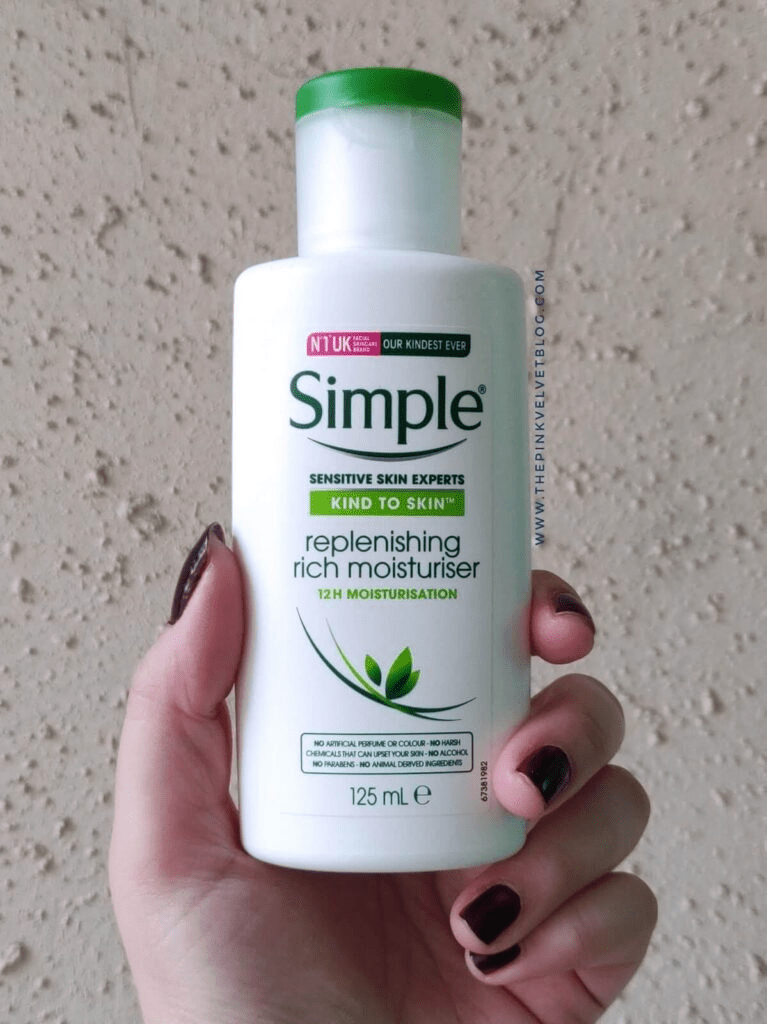 N°1 UK FACIAL SKINCARE BRAND OUR KINDEST EVER
Simple®
SENSITIVE SKIN EXPERTS
KIND TO SKIN™
replenishing
rich moisturiser
12H MOISTURISATION
NO ARTIFICIAL PERFUME OR COLOUR - NO HARSH
CHEMICALS THAT CAN UPSET YOUR SKIN - NO ALCOHOL
NO PARABENS - NO ANIMAL DERIVED INGREDIENTS
125 mL ℮
67381982
WWW.THEPINKVELVETBLOG.COM